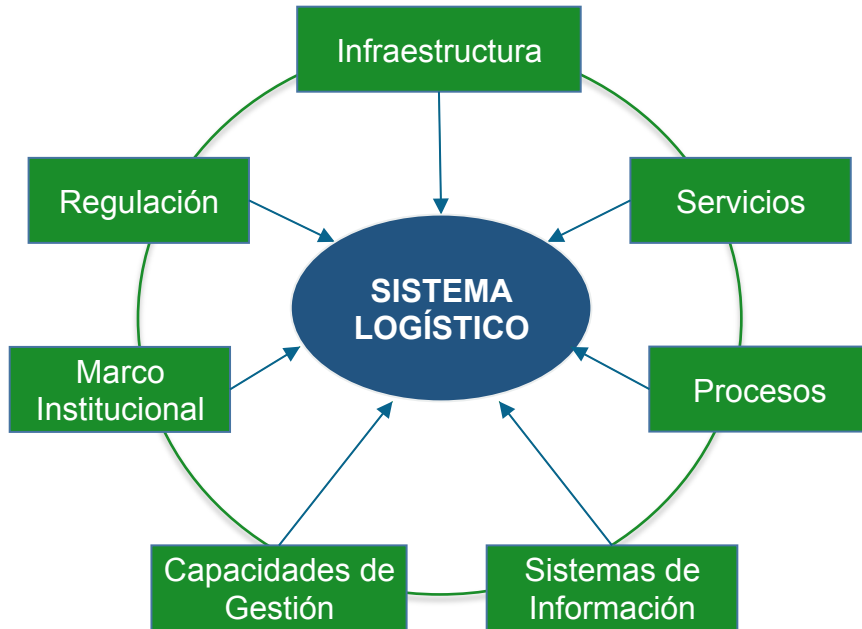 Infraestructura
Regulación
Servicios
SISTEMA
LOGÍSTICO
Marco
Institucional
Procesos
Capacidades de
Gestión
Sistemas de
Información